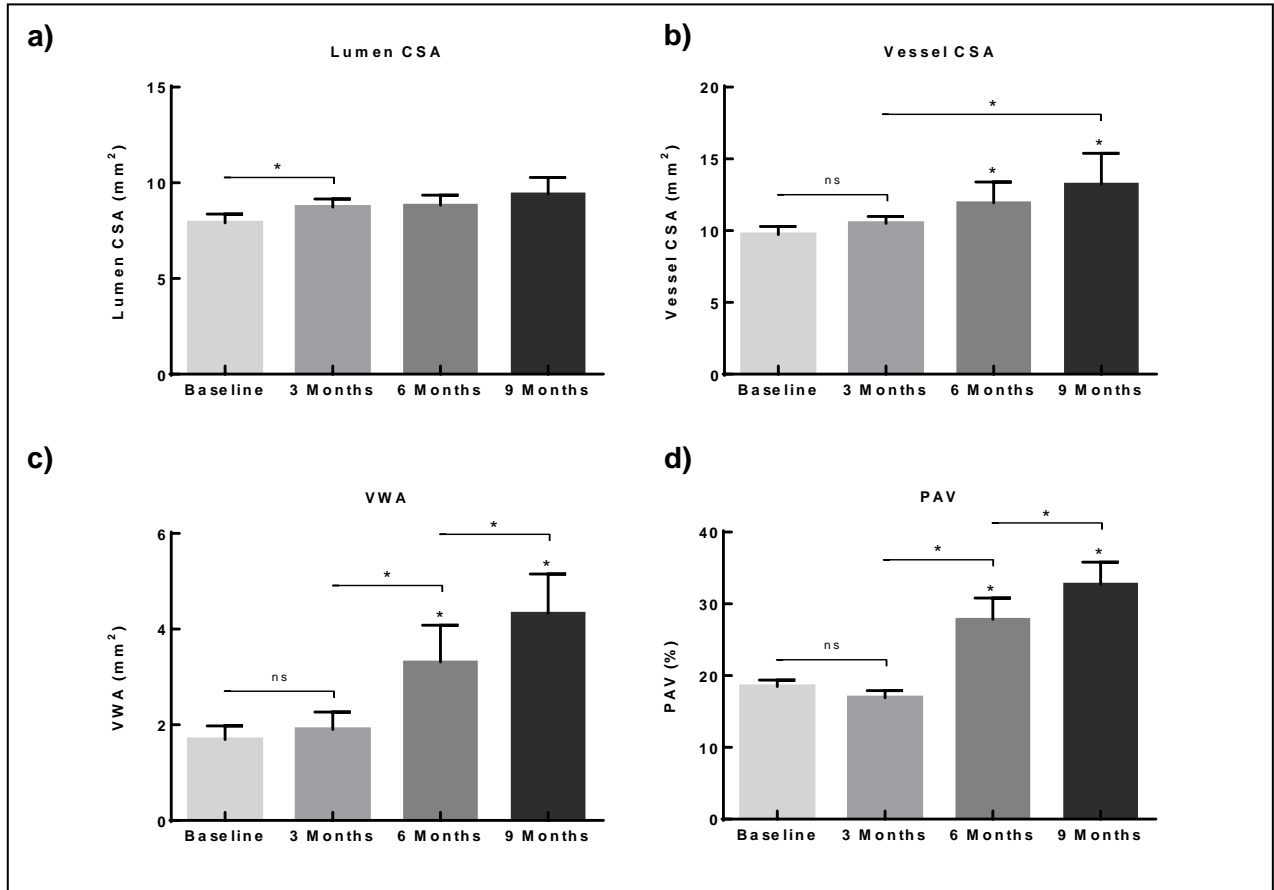 a)
Lumen CSA
15
10
5
0
Lumen CSA (mm²)
*
Baseline 3 Months 6 Months 9 Months
b)
Vessel CSA
20
15
10
5
0
Vessel CSA (mm²)
*
*
*
ns
Baseline 3 Months 6 Months 9 Months
c)
VWA
6
4
2
0
VWA (mm²)
*
*
*
*
ns
Baseline 3 Months 6 Months 9 Months
d)
PAV
40
30
20
10
0
PAV (%)
*
*
*
*
ns
Baseline 3 Months 6 Months 9 Months